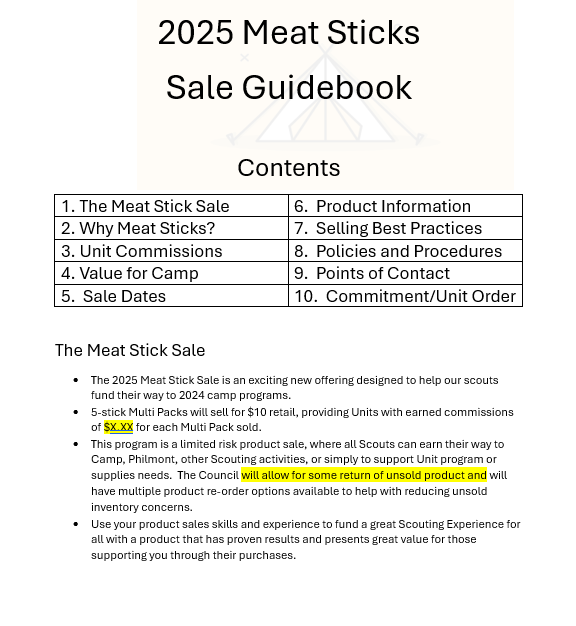 2025 Meat Sticks
Sale Guidebook
Contents
1. The Meat Stick Sale
6. Product Information
2. Why Meat Sticks?
7. Selling Best Practices
3. Unit Commissions
8. Policies and Procedures
4. Value for Camp
9. Points of Contact
5. Sale Dates
10. Commitment/Unit Order
The Meat Stick Sale
• The 2025 Meat Stick Sale is an exciting new offering designed to help our scouts
fund their way to 2024 camp programs.
• 5-stick Multi Packs will sell for $10 retail, providing Units with earned commissions
of $X.XX for each Multi Pack sold.
• This program is a limited risk product sale, where all Scouts can earn their way to
Camp, Philmont, other Scouting activities, or simply to support Unit program or
supplies needs. The Council will allow for some return of unsold product and will
have multiple product re-order options available to help with reducing unsold
inventory concerns.
• Use your product sales skills and experience to fund a great Scouting Experience for
all with a product that has proven results and presents great value for those
supporting you through their purchases.